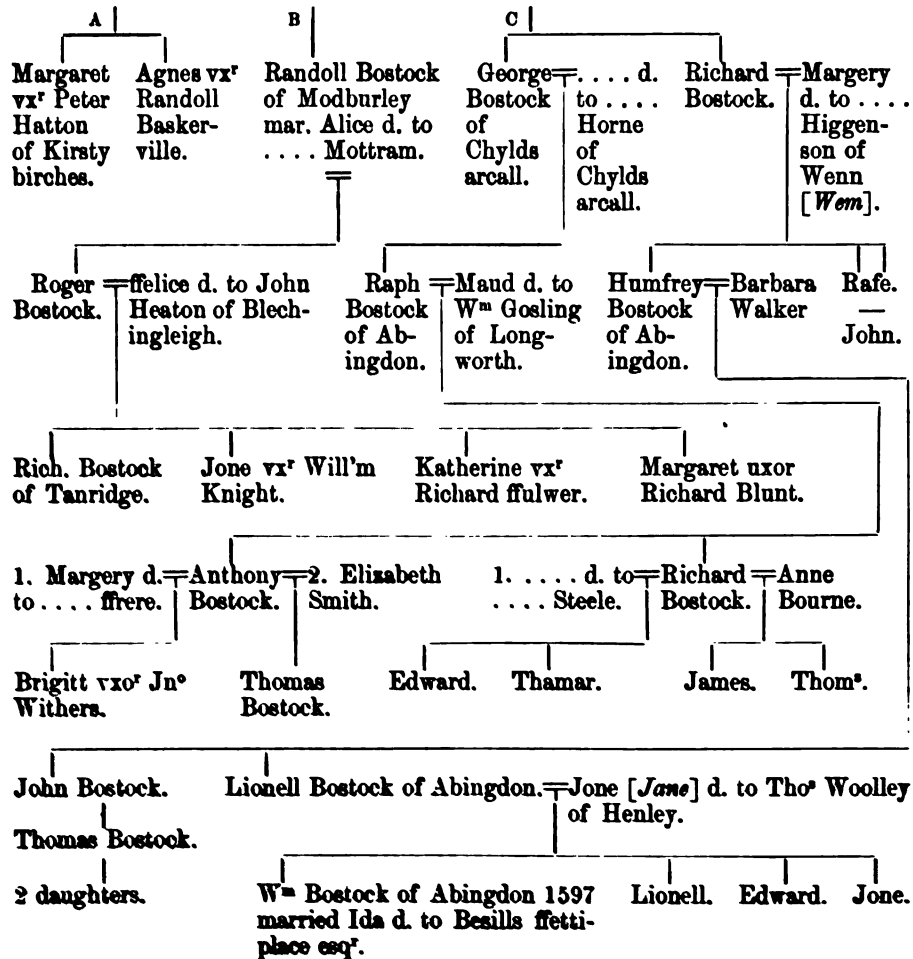 A
B
C
Margaret
vxʳ Peter
Hatton
of Kirsty
birches.
Agnes vxʳ
Randoll
Basker-
ville.
Randoll Bostock
of Modburley
mar. Alice d. to
.... Mottram.
George
Bostock
of
Chylds
arcall.
.... d.
to ....
Horne
of
Chylds
arcall.
Richard
Bostock.
Margery
d. to ....
Higgen-
son of
Wenn
[Wem].
Roger
Bostock.
ffelice d. to John
Heaton of Blech-
ingleigh.
Raph
Bostock
of Ab-
ingdon.
Maud d. to
Wᵐ Gosling
of Long-
worth.
Humfrey
Bostock
of Ab-
ingdon.
Barbara
Walker
Rafe.
—
John.
Rich. Bostock
of Tanridge.
Jone vxʳ Will'm
Knight.
Katherine vxʳ
Richard ffulwer.
Margaret uxor
Richard Blunt.
1. Margery d.
to .... ffrere.
Anthony
Bostock.
2. Elizabeth
Smith.
1. ..... d. to
.... Steele.
Richard
Bostock.
Anne
Bourne.
Brigitt vxoʳ Jnᵒ
Withers.
Thomas
Bostock.
Edward.
Thamar.
James.
Thomˢ.
John Bostock.
Lionell Bostock of Abingdon.
Jone [Jane] d. to Thoˢ Woolley
of Henley.
Thomas Bostock.
2 daughters.
Wᵐ Bostock of Abingdon 1597
married Ida d. to Besills ffetti-
place esqʳ.
Lionell.
Edward.
Jone.